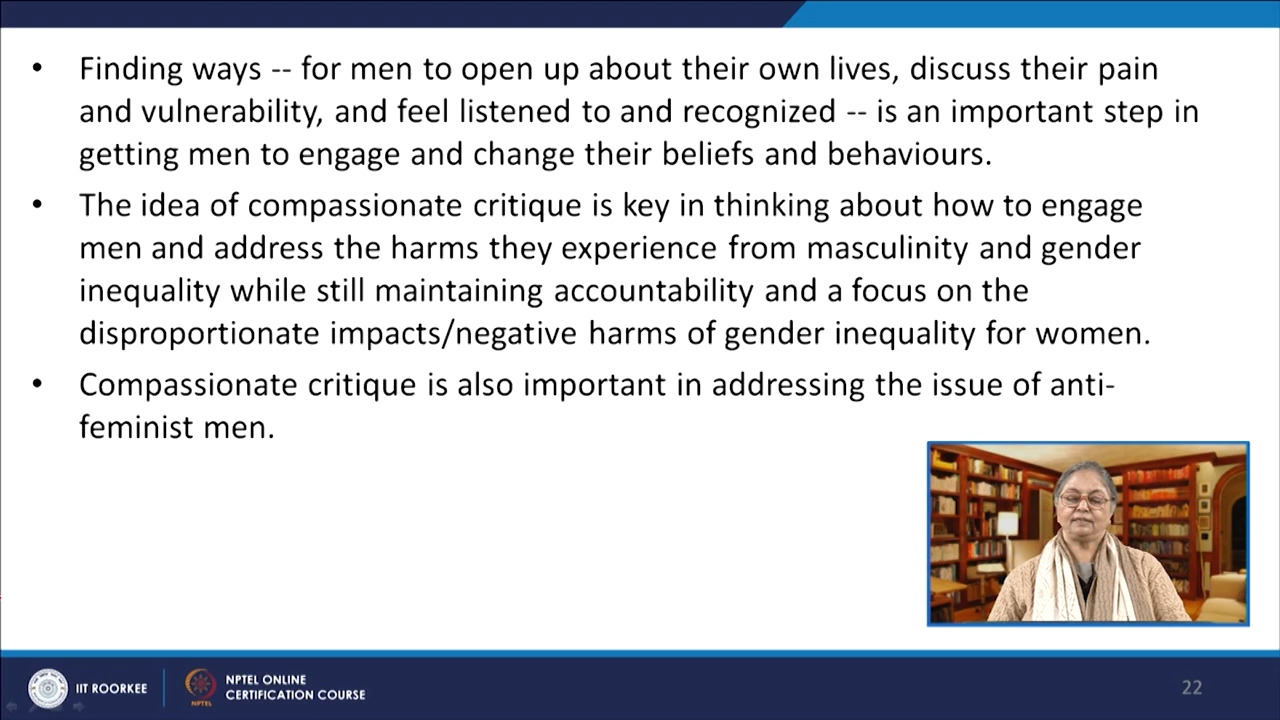 • Finding ways -- for men to open up about their own lives, discuss their pain
and vulnerability, and feel listened to and recognized -- is an important step in
getting men to engage and change their beliefs and behaviours.
• The idea of compassionate critique is key in thinking about how to engage
men and address the harms they experience from masculinity and gender
inequality while still maintaining accountability and a focus on the
disproportionate impacts/negative harms of gender inequality for women.
• Compassionate critique is also important in addressing the issue of anti-
feminist men.
IIT ROORKEE
NPTEL
NPTEL ONLINE
CERTIFICATION COURSE
22